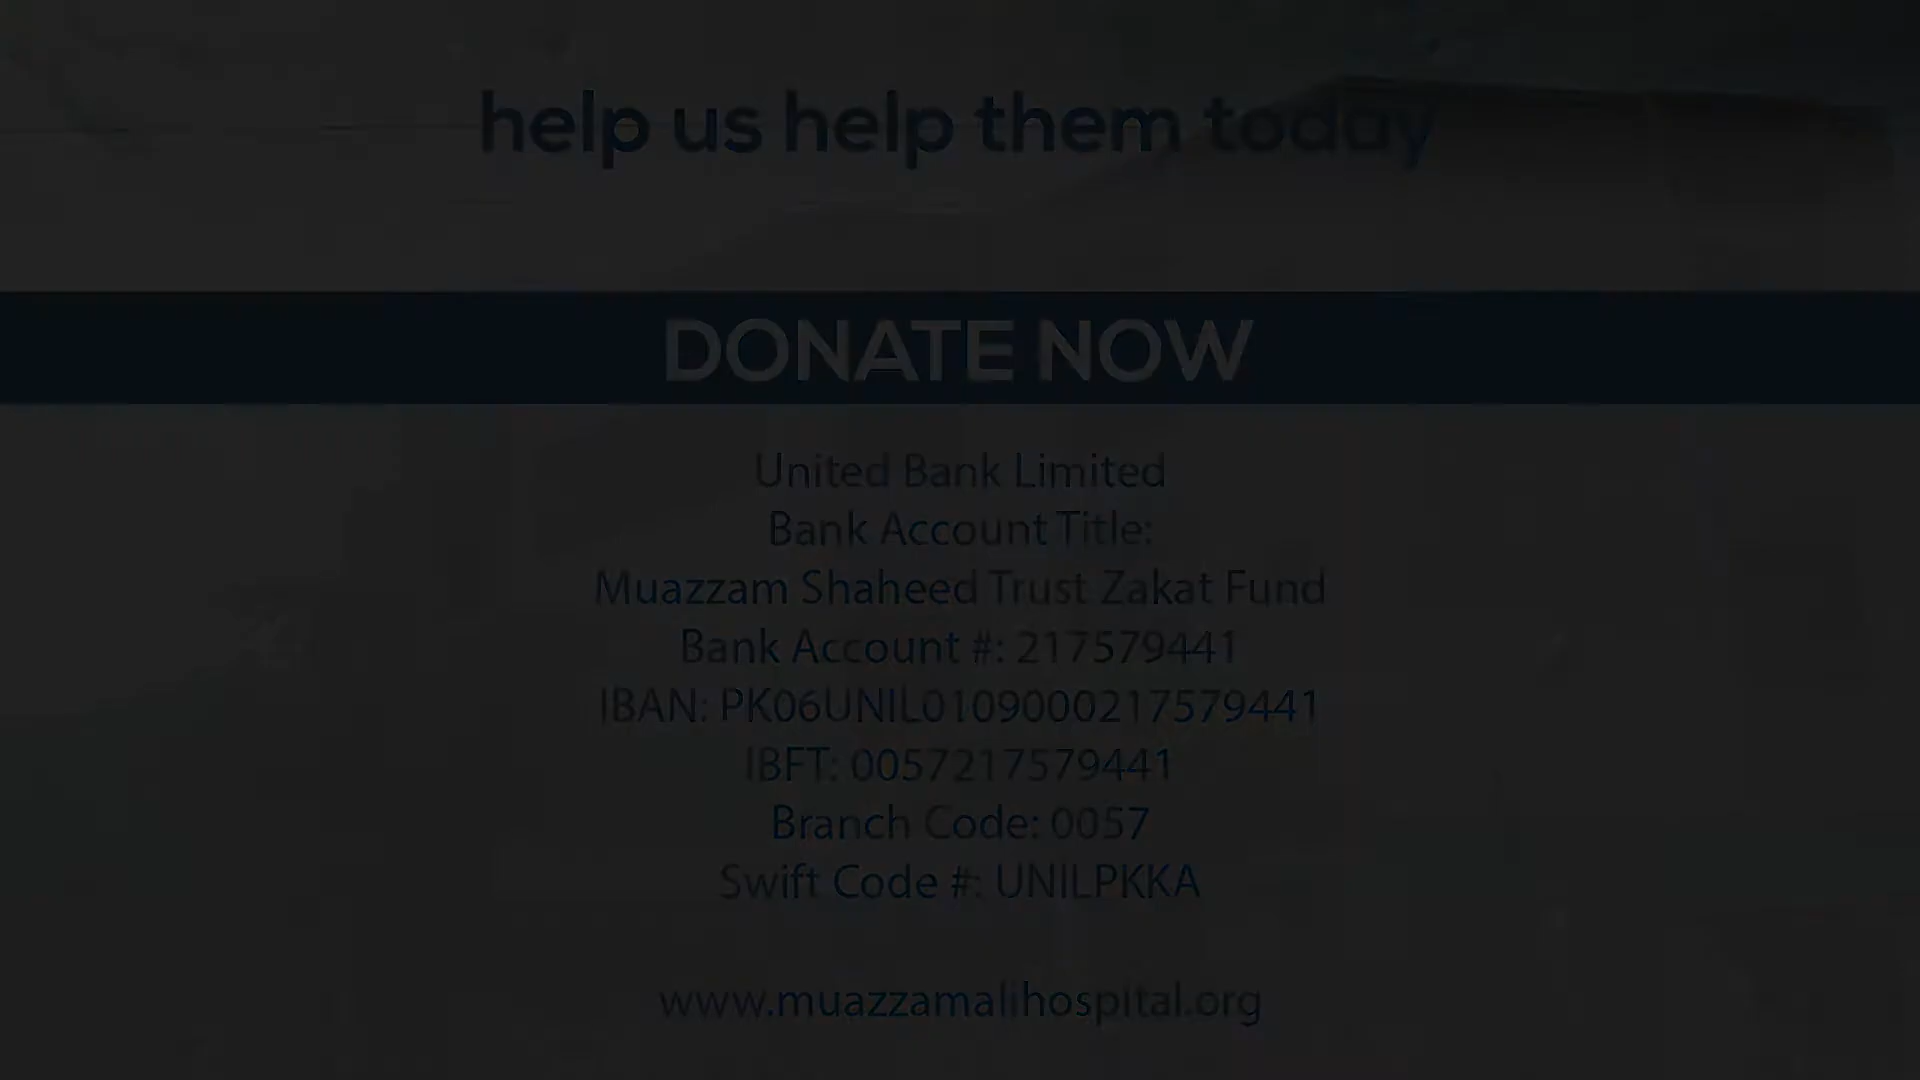 help us help them today
DONATE NOW
United Bank Limited
Bank Account Title:
Muazzam Shaheed Trust Zakat Fund
Bank Account #: 217579441
IBAN: PK06UNIL0109000217579441
IBFT: 0057217579441
Branch Code: 0057
Swift Code #: UNILPKKA
www.muazzamalihospital.org